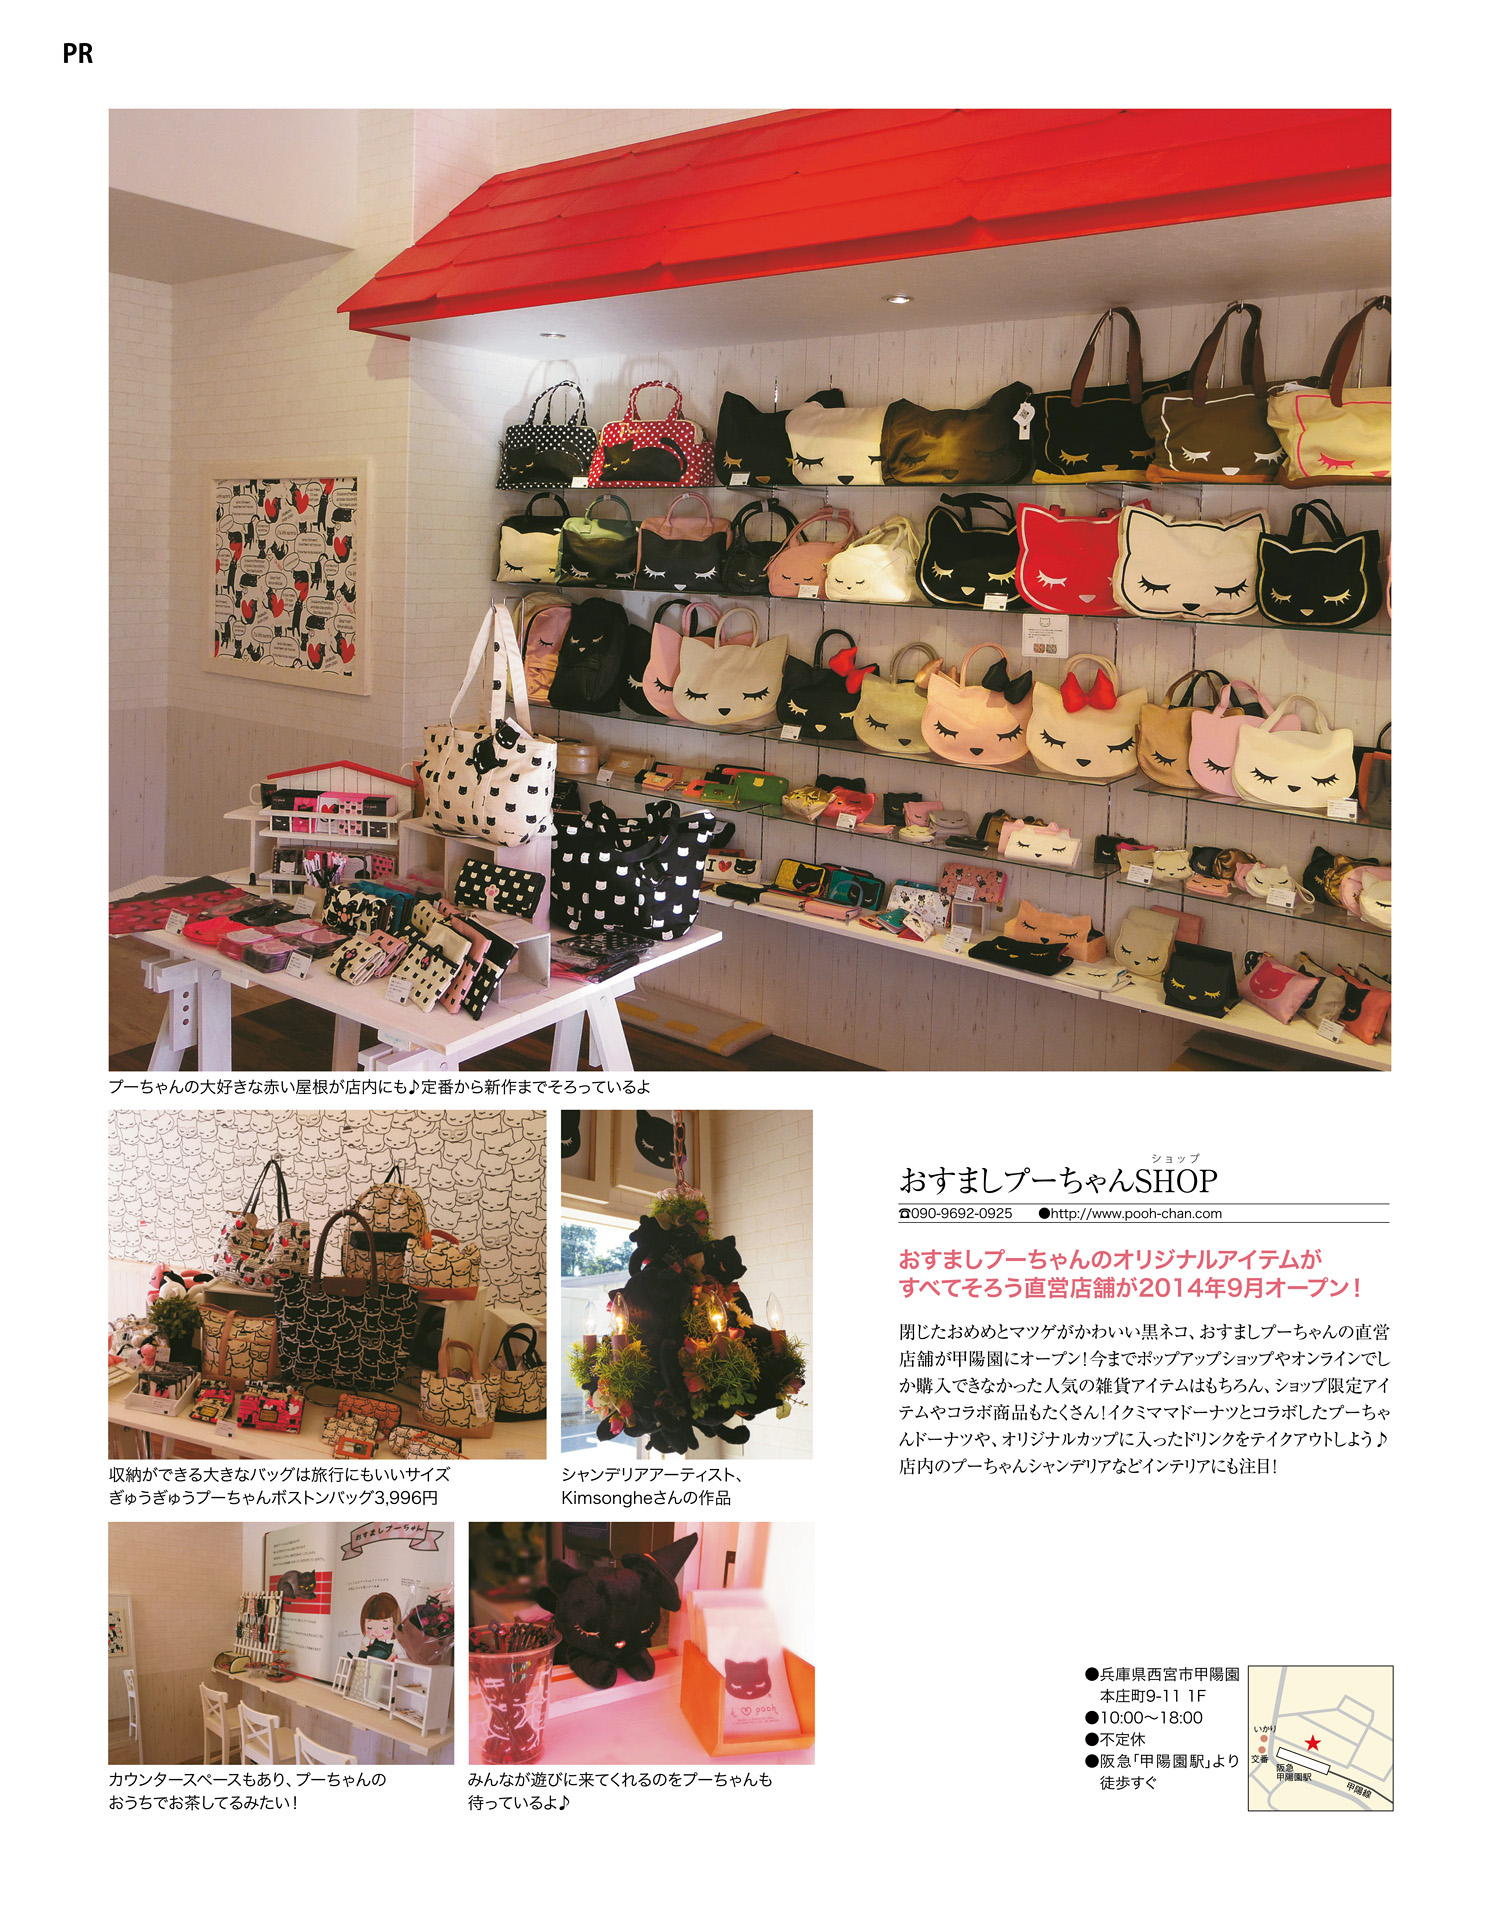 PR
プーちゃんの大好きな赤い屋根が店内にも♪定番から新作までそろっているよ
収納ができる大きなバッグは旅行にもいいサイズ
ぎゅうぎゅうプーちゃんボストンバッグ3,996円
シャンデリアアーティスト、
Kimsongheさんの作品
おすましプーちゃん
カウンタースペースもあり、プーちゃんの
おうちでお茶してるみたい！
i ♡ pooh
みんなが遊びに来てくれるのをプーちゃんも
待っているよ♪
ショップ
おすましプーちゃんSHOP
☎090-9692-0925　●http://www.pooh-chan.com
おすましプーちゃんのオリジナルアイテムが
すべてそろう直営店舗が2014年9月オープン！
閉じたおめめとマツゲがかわいい黒ネコ、おすましプーちゃんの直営
店舗が甲陽園にオープン！今までポップアップショップやオンラインでし
か購入できなかった人気の雑貨アイテムはもちろん、ショップ限定アイ
テムやコラボ商品もたくさん！イクミママドーナツとコラボしたプーちゃ
んドーナツや、オリジナルカップに入ったドリンクをテイクアウトしよう♪
店内のプーちゃんシャンデリアなどインテリアにも注目！
●兵庫県西宮市甲陽園
本庄町9-11 1F
●10:00〜18:00
●不定休
●阪急「甲陽園駅」より
徒歩すぐ
いかり
交番
阪急
甲陽園駅
甲陽線